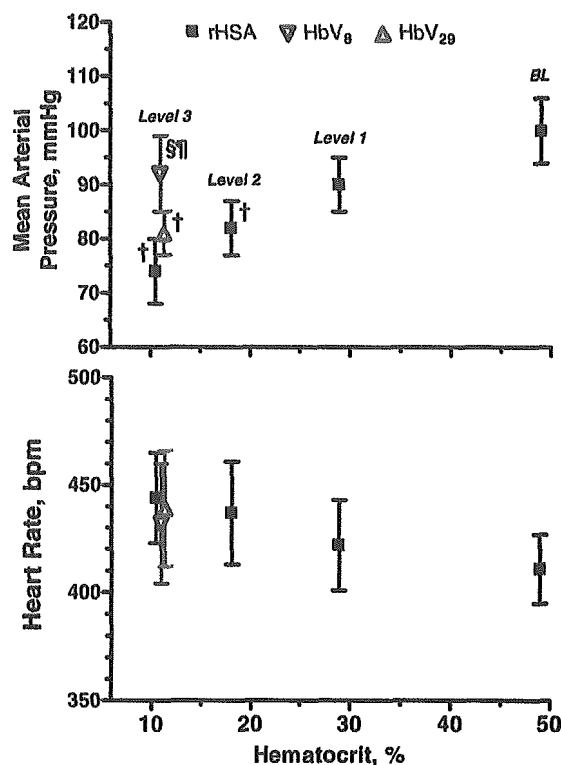 rHSA HbV8 HbV29
120
110
100
90
80
70
60
Mean Arterial
Pressure, mmHg
BL
Level 3
§¶
Level 1
Level 2
†
†
†
500
450
400
350
Heart Rate, bpm
10 20 30 40 50
Hematocrit, %